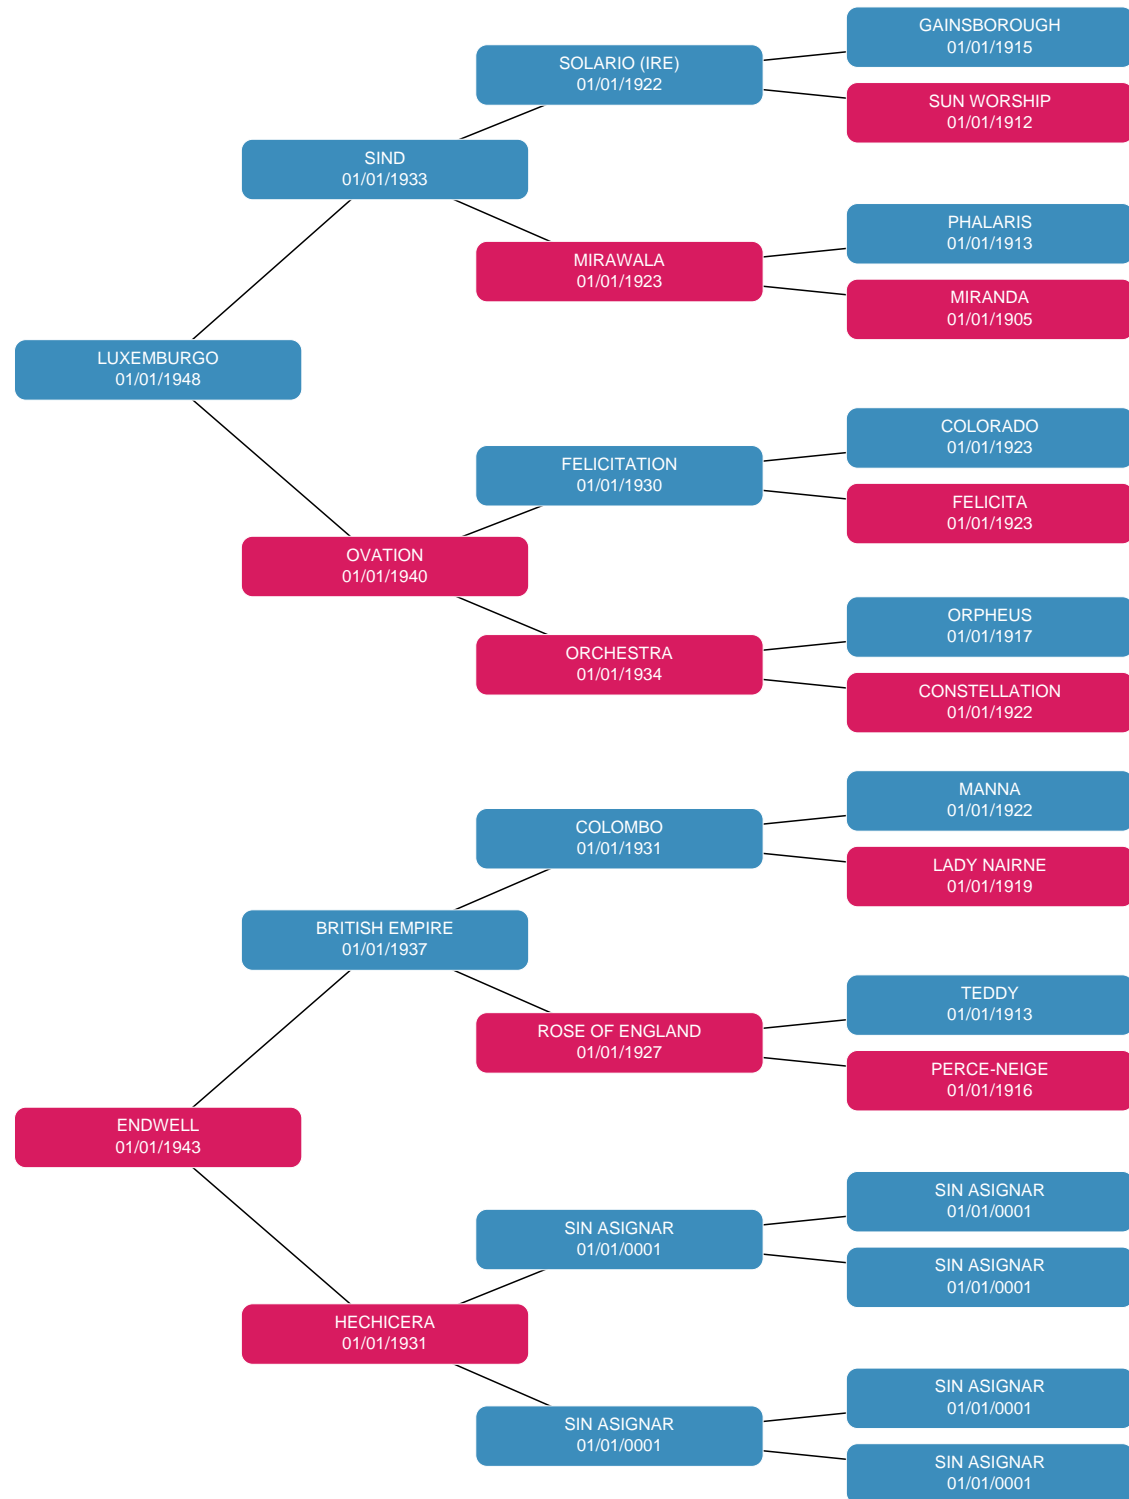 GAINSBOROUGH
01/01/1915
SOLARIO (IRE)
01/01/1922
SUN WORSHIP
01/01/1912
SIND
01/01/1933
PHALARIS
01/01/1913
MIRAWALA
01/01/1923
MIRANDA
01/01/1905
LUXEMBURGO
01/01/1948
COLORADO
01/01/1923
FELICITATION
01/01/1930
FELICITA
01/01/1923
OVATION
01/01/1940
ORPHEUS
01/01/1917
ORCHESTRA
01/01/1934
CONSTELLATION
01/01/1922
MANNA
01/01/1922
COLOMBO
01/01/1931
LADY NAIRNE
01/01/1919
BRITISH EMPIRE
01/01/1937
TEDDY
01/01/1913
ROSE OF ENGLAND
01/01/1927
PERCE-NEIGE
01/01/1916
ENDWELL
01/01/1943
SIN ASIGNAR
01/01/0001
SIN ASIGNAR
01/01/0001
SIN ASIGNAR
01/01/0001
HECHICERA
01/01/1931
SIN ASIGNAR
01/01/0001
SIN ASIGNAR
01/01/0001
SIN ASIGNAR
01/01/0001